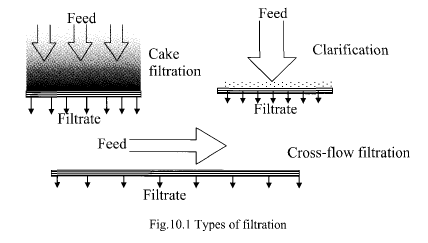 Feed
Cake
filtration
Filtrate
Feed
Clarification
Filtrate
Feed
Cross-flow filtration
Filtrate
Fig.10.1 Types of filtration